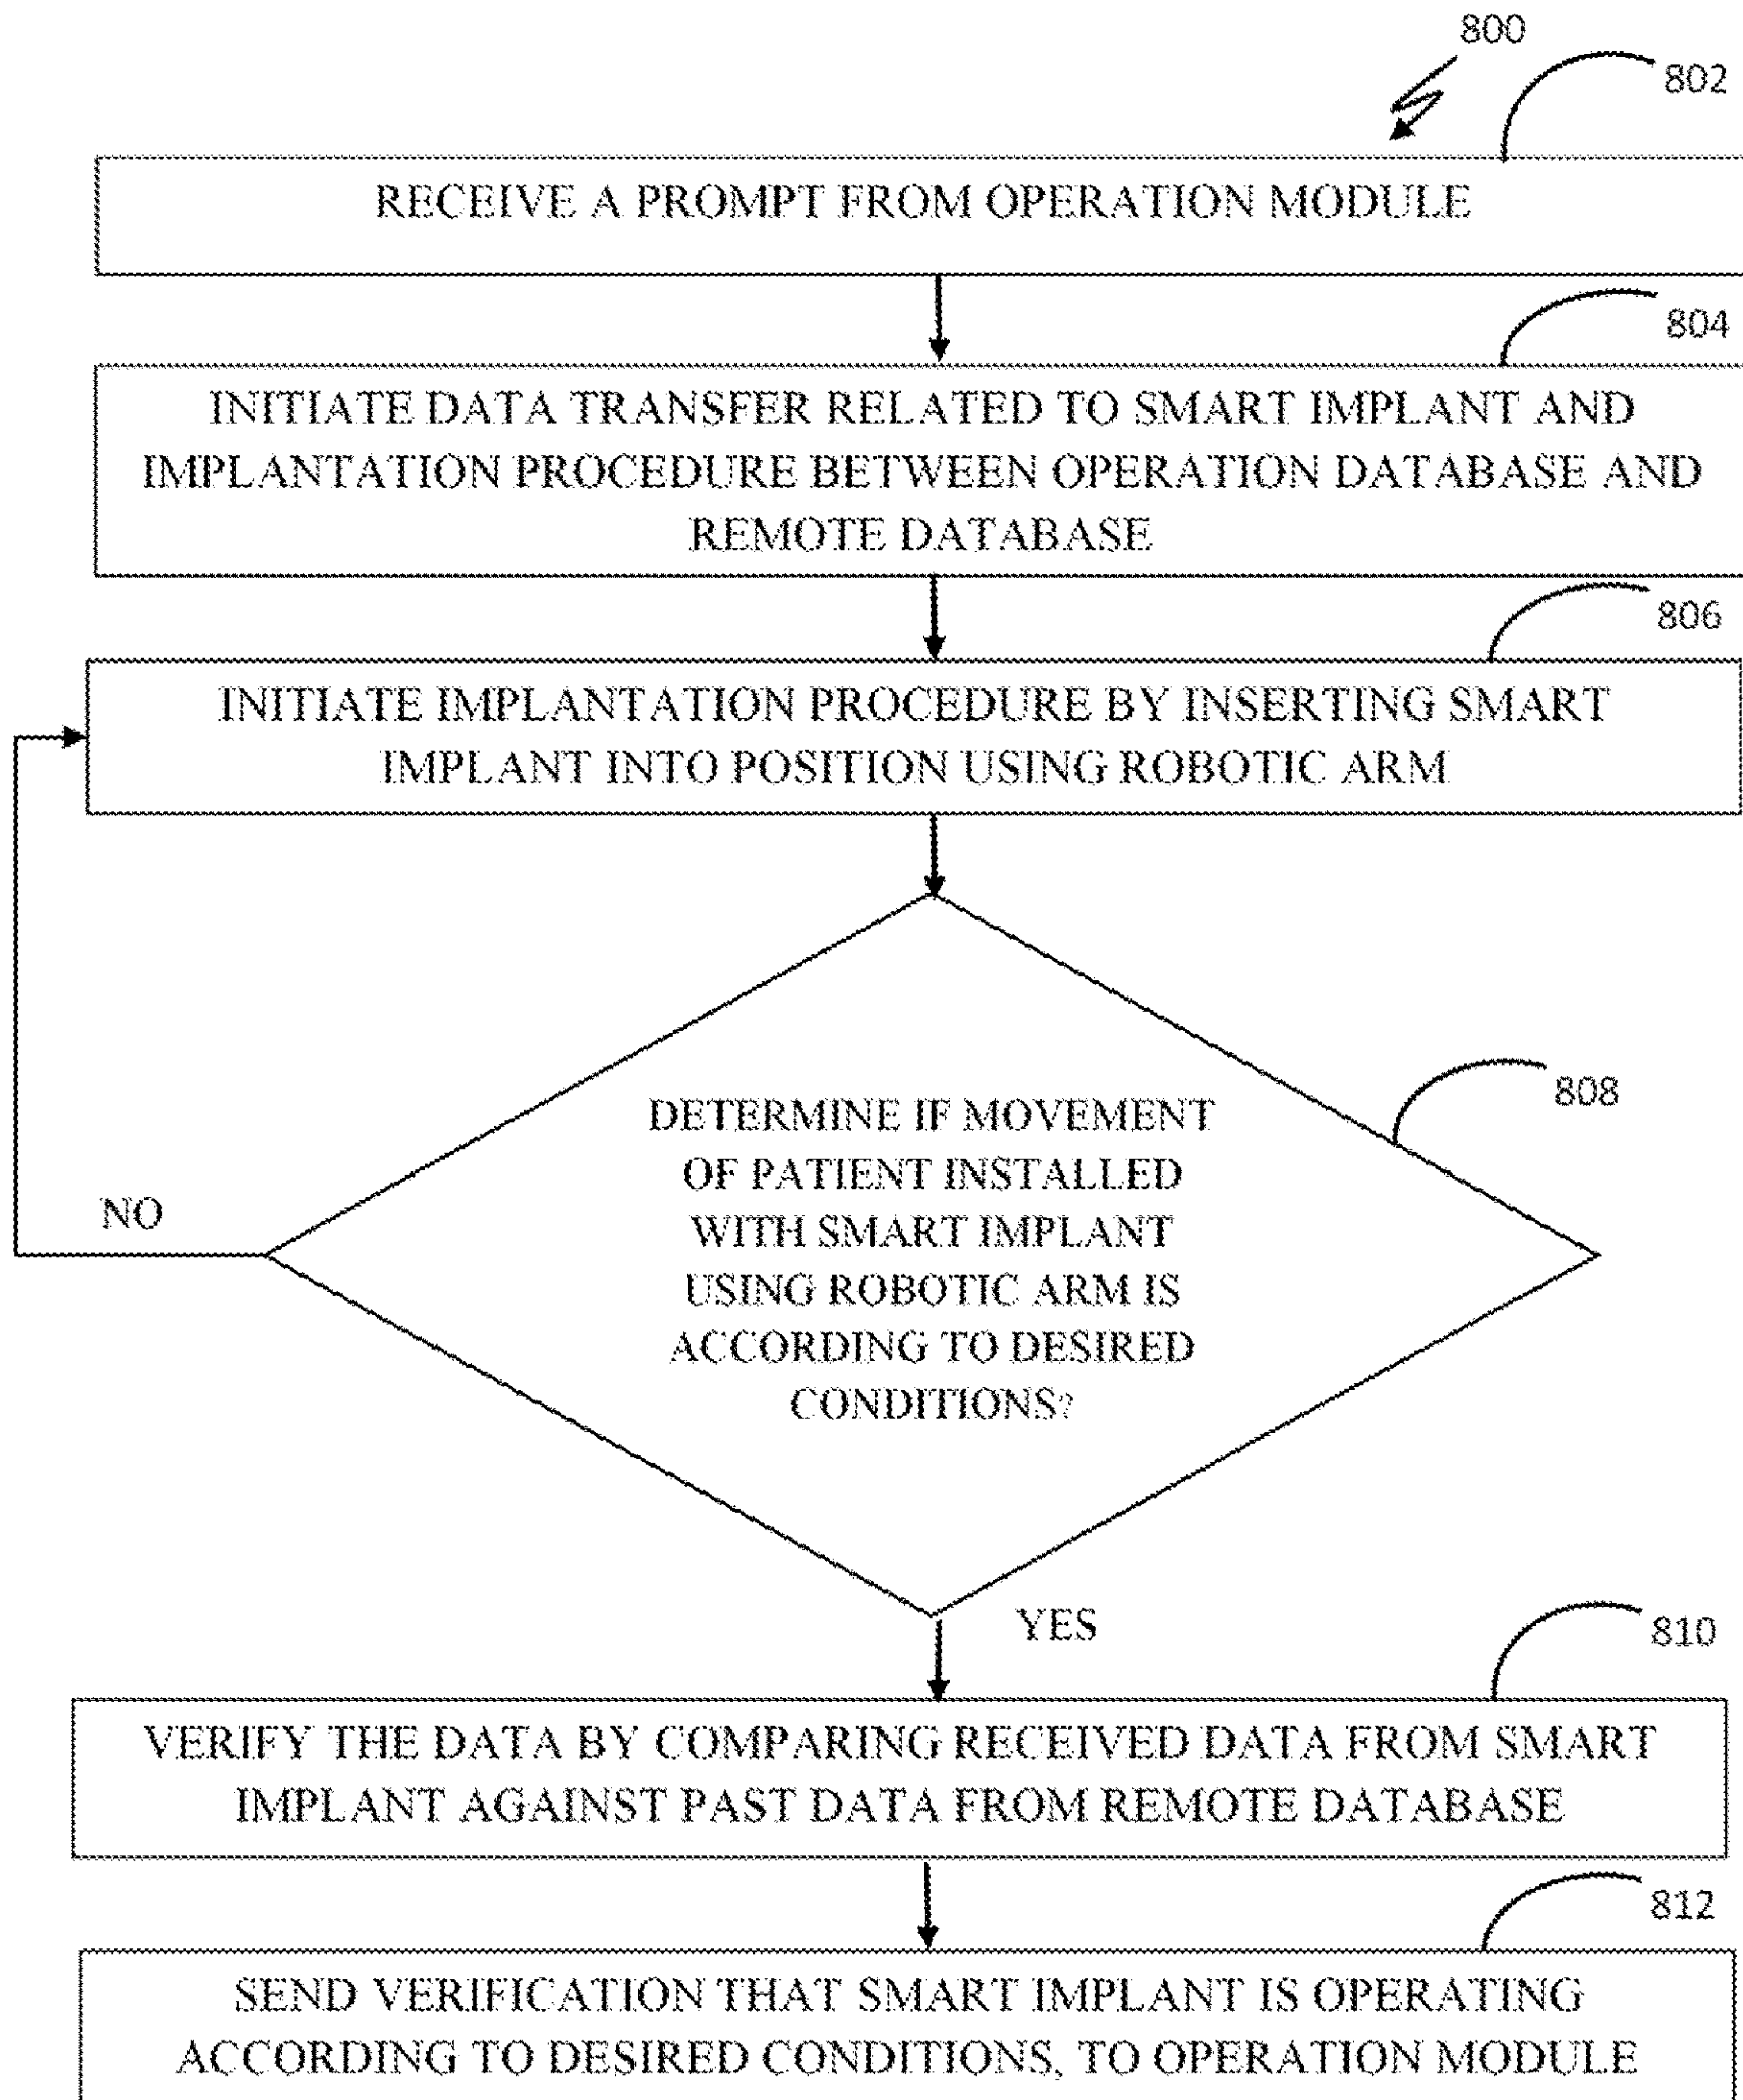 800
802
RECEIVE A PROMPT FROM OPERATION MODULE
804
INITIATE DATA TRANSFER RELATED TO SMART IMPLANT AND
IMPLANTATION PROCEDURE BETWEEN OPERATION DATABASE AND
REMOTE DATABASE
806
INITIATE IMPLANTATION PROCEDURE BY INSERTING SMART
IMPLANT INTO POSITION USING ROBOTIC ARM
808
DETERMINE IF MOVEMENT
OF PATIENT INSTALLED
WITH SMART IMPLANT
USING ROBOTIC ARM IS
ACCORDING TO DESIRED
CONDITIONS?
NO
YES
810
VERIFY THE DATA BY COMPARING RECEIVED DATA FROM SMART
IMPLANT AGAINST PAST DATA FROM REMOTE DATABASE
812
SEND VERIFICATION THAT SMART IMPLANT IS OPERATING
ACCORDING TO DESIRED CONDITIONS, TO OPERATION MODULE